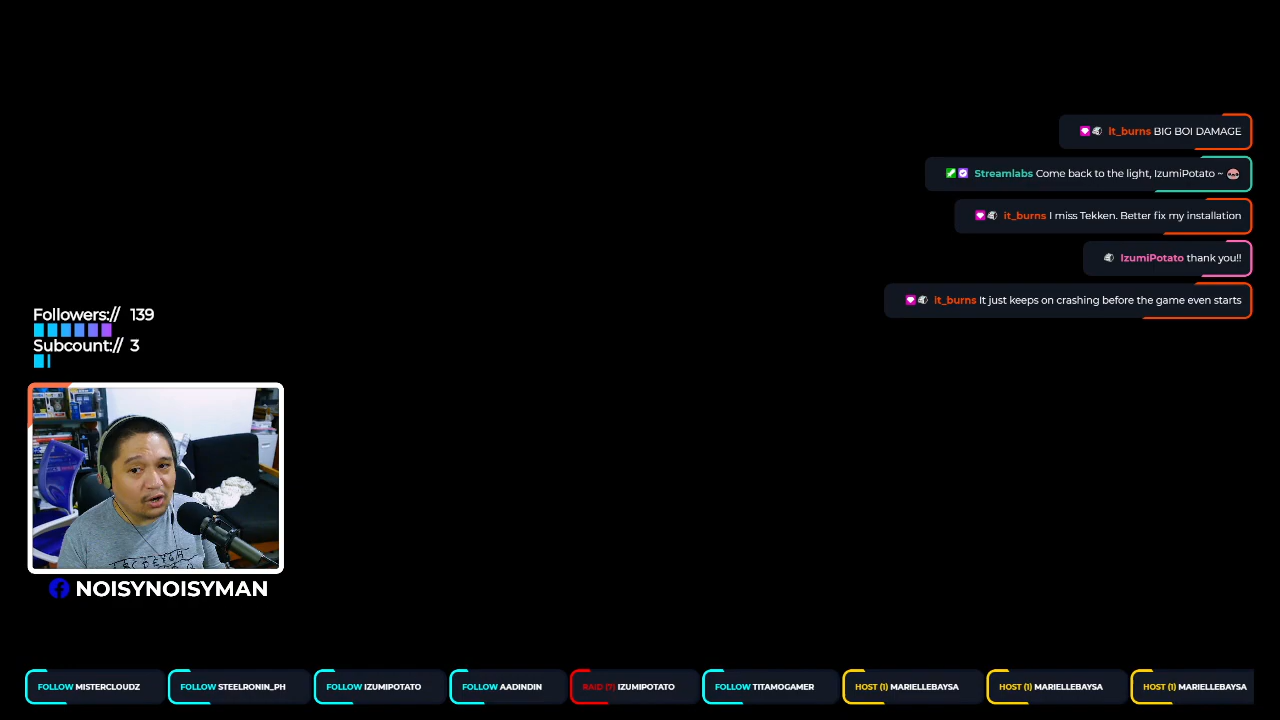 it_burns BIG BOI DAMAGE
Streamlabs Come back to the light, IzumiPotato ~
it_burns I miss Tekken. Better fix my installation
IzumiPotato thank you!!
it_burns It just keeps on crashing before the game even starts
Followers:// 139
Subcount:// 3
NOISYNOISYMAN
FOLLOW MISTERCLOUDZ
FOLLOW STEELRONIN_PH
FOLLOW IZUMIPOTATO
FOLLOW AADINDIN
RAID (7) IZUMIPOTATO
FOLLOW TITAMOGAMER
HOST (1) MARIELLEBAYSA
HOST (1) MARIELLEBAYSA
HOST (1) MARIELLEBAYSA